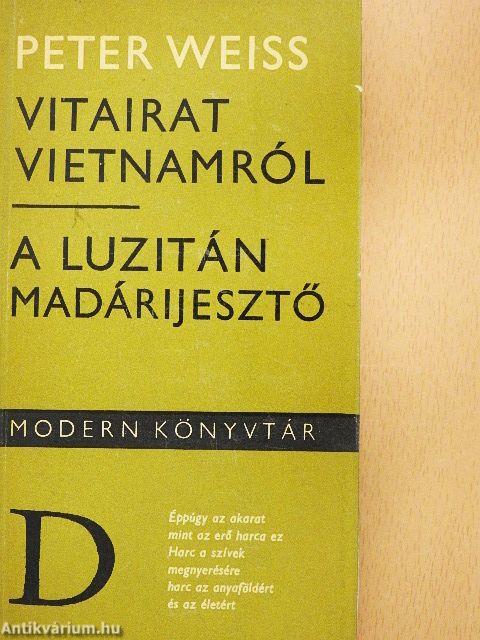 PETER WEISS
VITAIRAT
VIETNAMRÓL
A LUZITÁN
MADÁRIJESZTŐ
MODERN KÖNYVTÁR
D
Éppúgy az akarat
mint az erő harca ez
Harc a szívek
megnyerésére
harc az anyaföldért
és az életért
Antikvárium.hu